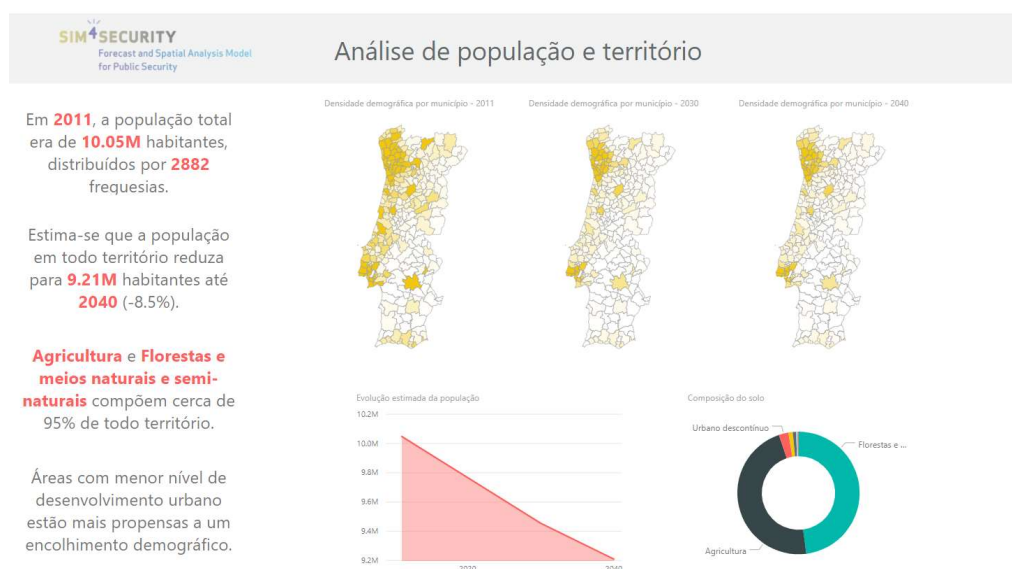 SIM4SECURITY
Forecast and Spatial Analysis Model
for Public Security
Análise de população e território
Em 2011, a população total
era de 10.05M habitantes,
distribuídos por 2882
freguesias.
Estima-se que a população
em todo território reduza
para 9.21M habitantes até
2040 (-8.5%).
Agricultura e Florestas e
meios naturais e semi-
naturais compõem cerca de
95% de todo território.
Áreas com menor nível de
desenvolvimento urbano
estão mais propensas a um
encolhimento demográfico.
Densidade demográfica por município - 2011
Densidade demográfica por município - 2030
Densidade demográfica por município - 2040
Evolução estimada da população
10.2M
10.0M
9.8M
9.6M
9.4M
9.2M
2020
2040
Composição do solo
Urbano descontínuo
Florestas e ...
Agricultura